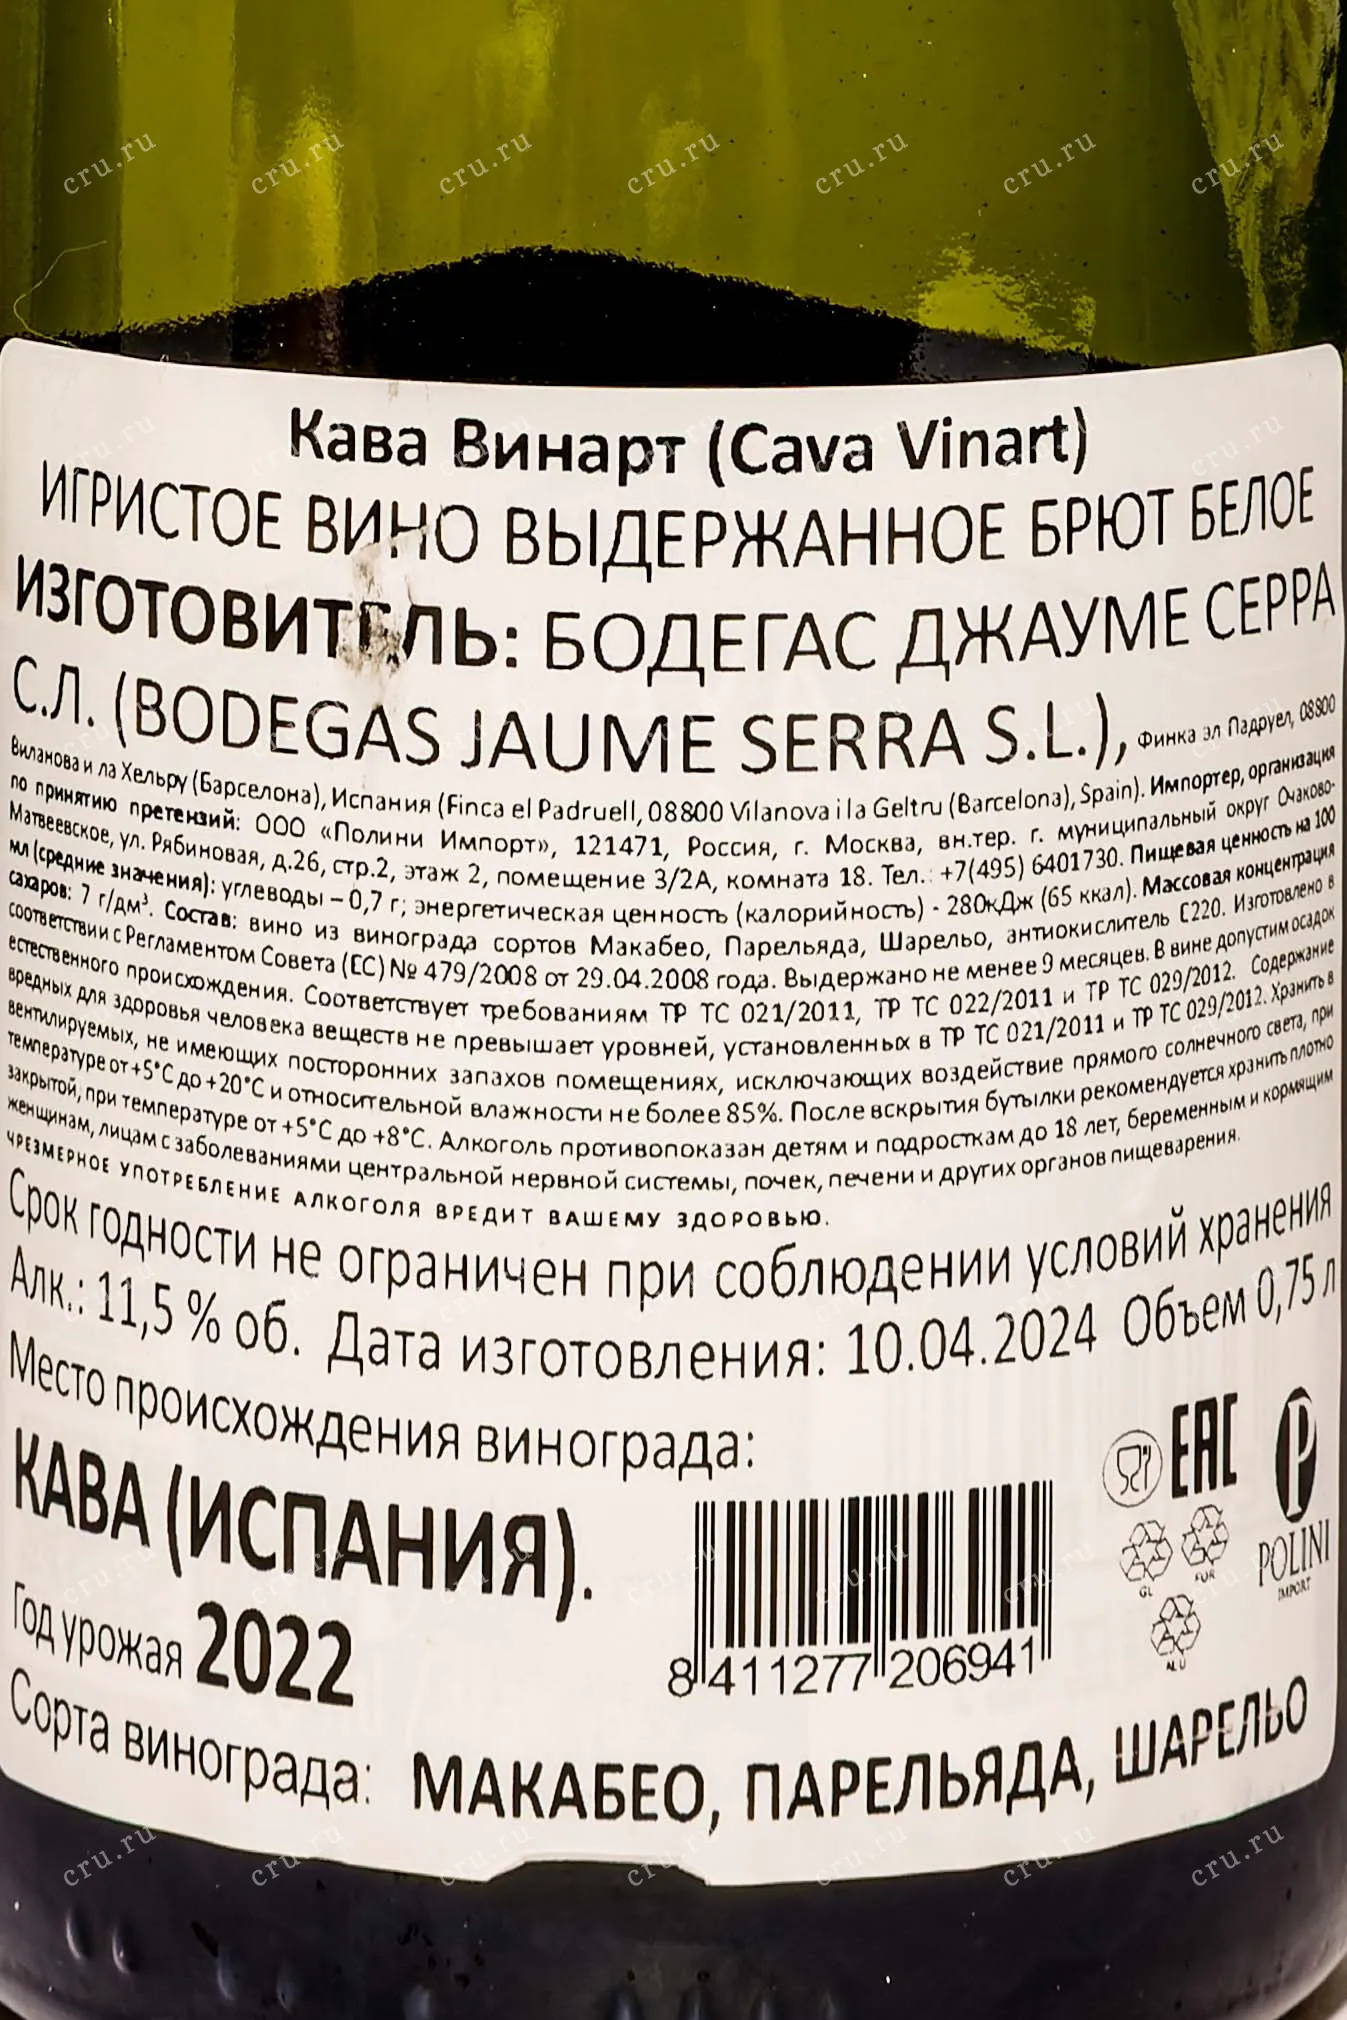 Кава Винарт (Cava Vinart)
ИГРИСТОЕ ВИНО ВЫДЕРЖАННОЕ БРЮТ БЕЛОЕ
ИЗГОТОВИТЕЛЬ: БОДЕГАС ДЖАУМЕ СЕРРА
С.Л. (BODEGAS JAUME SERRA S.L.), Финка эл Падруел, 08800
Виланова и ла Хельру (Барселона), Испания (Finca el Padruell, 08800 Vilanova i la Geltru (Barcelona), Spain). Импортер, организация
по принятию претензий: ООО «Полини Импорт», 121471, Россия, г. Москва, вн.тер. г. муниципальный округ Очаково-
Матвеевское, ул. Рябиновая, д.26, стр.2, этаж 2, помещение 3/2А, комната 18. Тел.: +7(495) 6401730. Пищевая ценность на 100
мл (средние значения): углеводы – 0,7 г; энергетическая ценность (калорийность) - 280кДж (65 ккал). Массовая концентрация
сахаров: 7 г/дм³. Состав: вино из винограда сортов Макабео, Парельяда, Шарельо, антиокислитель Е220. Изготовлено в
соответствии с Регламентом Совета (ЕС) № 479/2008 от 29.04.2008 года. Выдержано не менее 9 месяцев. В вине допустим осадок
естественного происхождения. Соответствует требованиям ТР ТС 021/2011, ТР ТС 022/2011 и ТР ТС 029/2012. Содержание
вредных для здоровья человека веществ не превышает уровней, установленных в ТР ТС 021/2011 и ТР ТС 029/2012. Хранить в
вентилируемых, не имеющих посторонних запахов помещениях, исключающих воздействие прямого солнечного света, при
температуре от +5°С до +20°С и относительной влажности не более 85%. После вскрытия бутылки рекомендуется хранить плотно
закрытой, при температуре от +5°С до +8°С. Алкоголь противопоказан детям и подросткам до 18 лет, беременным и кормящим
женщинам, лицам с заболеваниями центральной нервной системы, почек, печени и других органов пищеварения.
ЧРЕЗМЕРНОЕ УПОТРЕБЛЕНИЕ АЛКОГОЛЯ ВРЕДИТ ВАШЕМУ ЗДОРОВЬЮ.
Срок годности не ограничен при соблюдении условий хранения
Алк.: 11,5 % об. Дата изготовления: 10.04.2024 Объем 0,75 л
Место происхождения винограда:
КАВА (ИСПАНИЯ).
Год урожая 2022
EAC
P
POLINI
IMPORT
GL
FOR
ALU
8 411277 206941
Сорта винограда: МАКАБЕО, ПАРЕЛЬЯДА, ШАРЕЛЬО
cru.ru